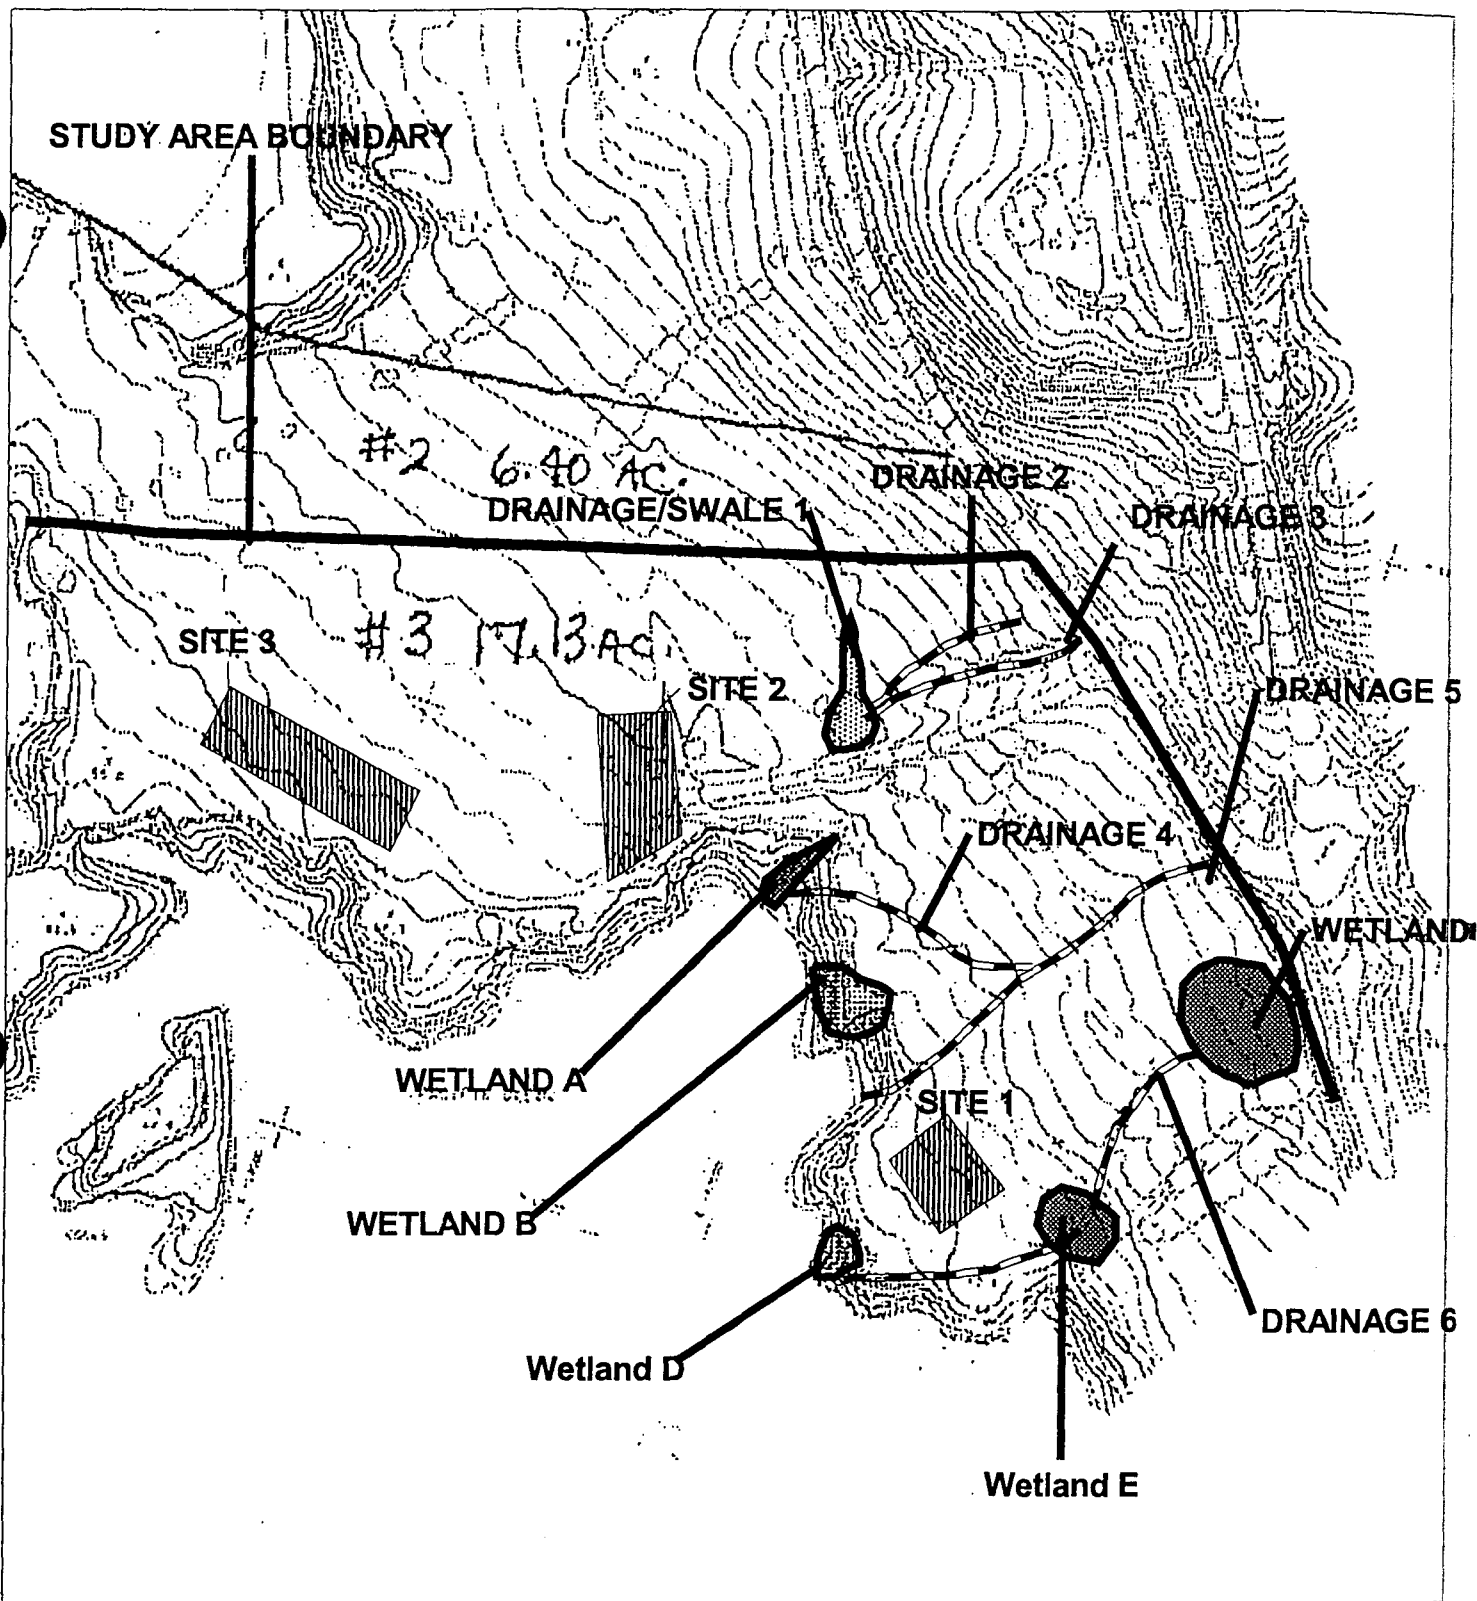 STUDY AREA BOUNDARY
#2 6.40 AC.
DRAINAGE 2
DRAINAGE/SWALE 1
DRAINAGE 3
#3 17.13 AC.
SITE 3
SITE 2
DRAINAGE 5
DRAINAGE 4
WETLAND
WETLAND A
SITE 1
WETLAND B
DRAINAGE 6
Wetland D
Wetland E